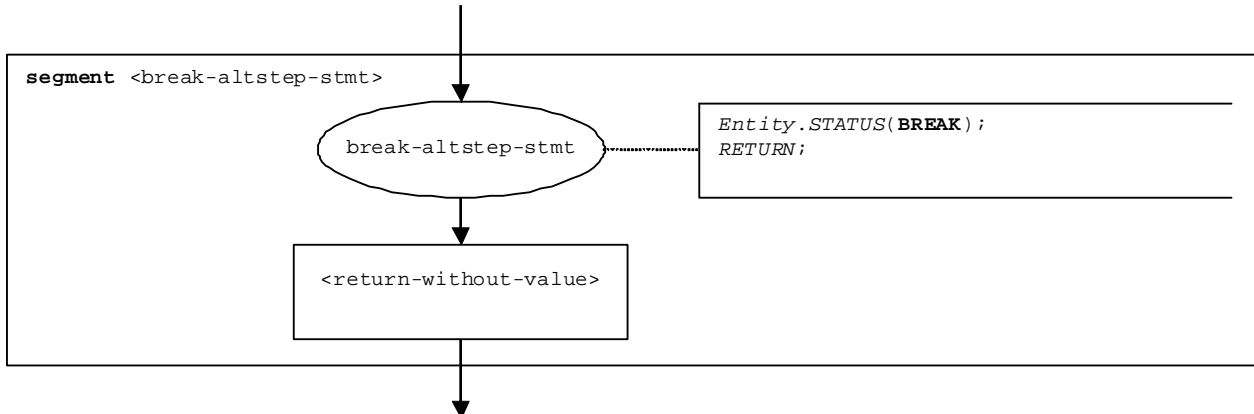 segment <break-altstep-stmt>
break-altstep-stmt
Entity.STATUS(BREAK);
RETURN;
<return-without-value>